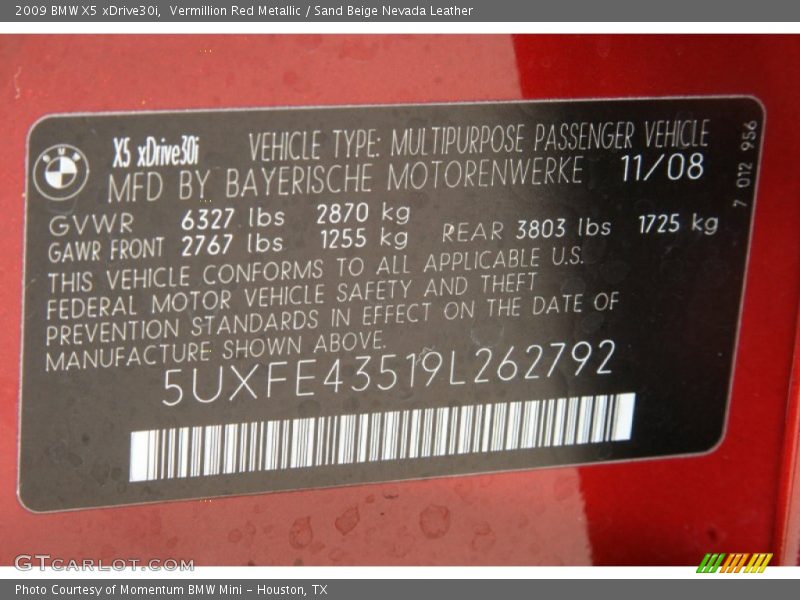 2009 BMW X5 xDrive30i,  Vermillion Red Metallic / Sand Beige Nevada Leather
X5 xDrive30i VEHICLE TYPE: MULTIPURPOSE PASSENGER VEHICLE
BMW
MFD BY BAYERISCHE MOTORENWERKE 11/08
7 012 956
GVWR 6327 lbs 2870 kg
GAWR FRONT 2767 lbs 1255 kg REAR 3803 lbs 1725 kg
THIS VEHICLE CONFORMS TO ALL APPLICABLE U.S.
FEDERAL MOTOR VEHICLE SAFETY AND THEFT
PREVENTION STANDARDS IN EFFECT ON THE DATE OF
MANUFACTURE SHOWN ABOVE.
5UXFE43519L262792
GTCARLOT.COM
Photo Courtesy of Momentum BMW Mini - Houston, TX